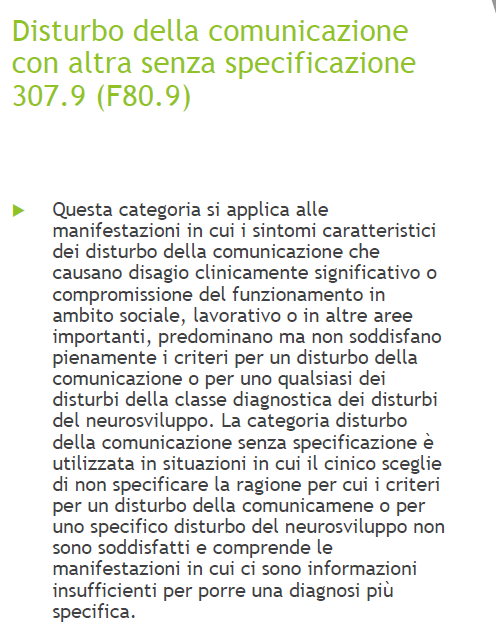 Disturbo della comunicazione
con altra senza specificazione
307.9 (F80.9)
Questa categoria si applica alle
manifestazioni in cui i sintomi caratteristici
dei disturbo della comunicazione che
causano disagio clinicamente significativo o
compromissione del funzionamento in
ambito sociale, lavorativo o in altre aree
importanti, predominano ma non soddisfano
pienamente i criteri per un disturbo della
comunicazione o per uno qualsiasi dei
disturbi della classe diagnostica dei disturbi
del neurosviluppo. La categoria disturbo
della comunicazione senza specificazione è
utilizzata in situazioni in cui il cinico sceglie
di non specificare la ragione per cui i criteri
per un disturbo della comunicamene o per
uno specifico disturbo del neurosviluppo non
sono soddisfatti e comprende le
manifestazioni in cui ci sono informazioni
insufficienti per porre una diagnosi più
specifica.